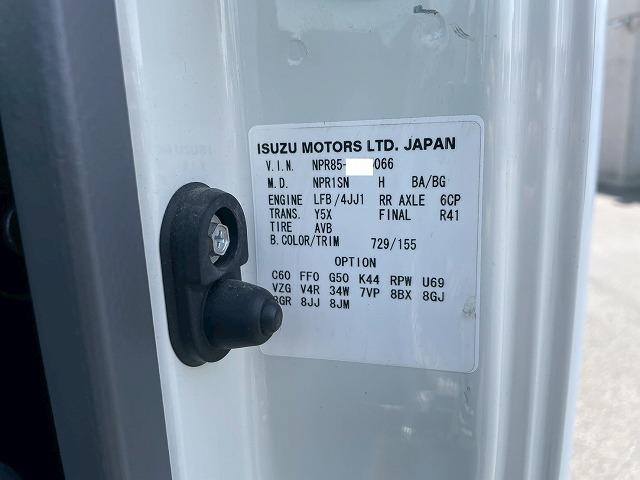 ISUZU MOTORS LTD. JAPAN
V.I.N. NPR85- 066
M.D. NPR1SN H BA/BG
ENGINE LFB/4JJ1 RR AXLE 6CP
TRANS. Y5X FINAL R41
TIRE AVB
B.COLOR/TRIM 729/155
OPTION
C60 FF0 G50 K44 RPW U69
VZG V4R 34W 7VP 8BX 8GJ
8JJ 8JM